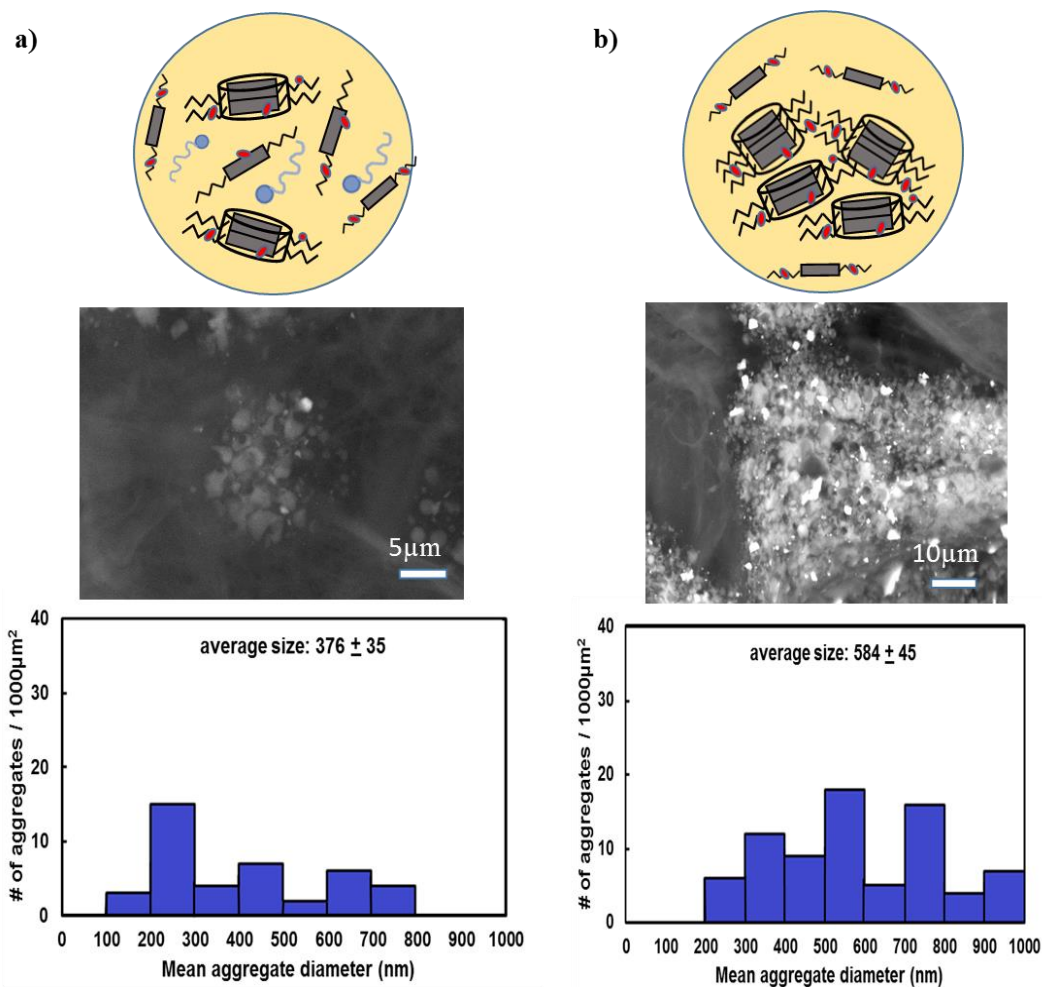 a)
b)
5μm
10μm
average size: 376 ± 35
# of aggregates / 1000μm²
40
30
20
10
0
0 100 200 300 400 500 600 700 800 900 1000
Mean aggregate diameter (nm)
average size: 584 ± 45
# of aggregates / 1000μm²
40
30
20
10
0
0 100 200 300 400 500 600 700 800 900 1000
Mean aggregate diameter (nm)